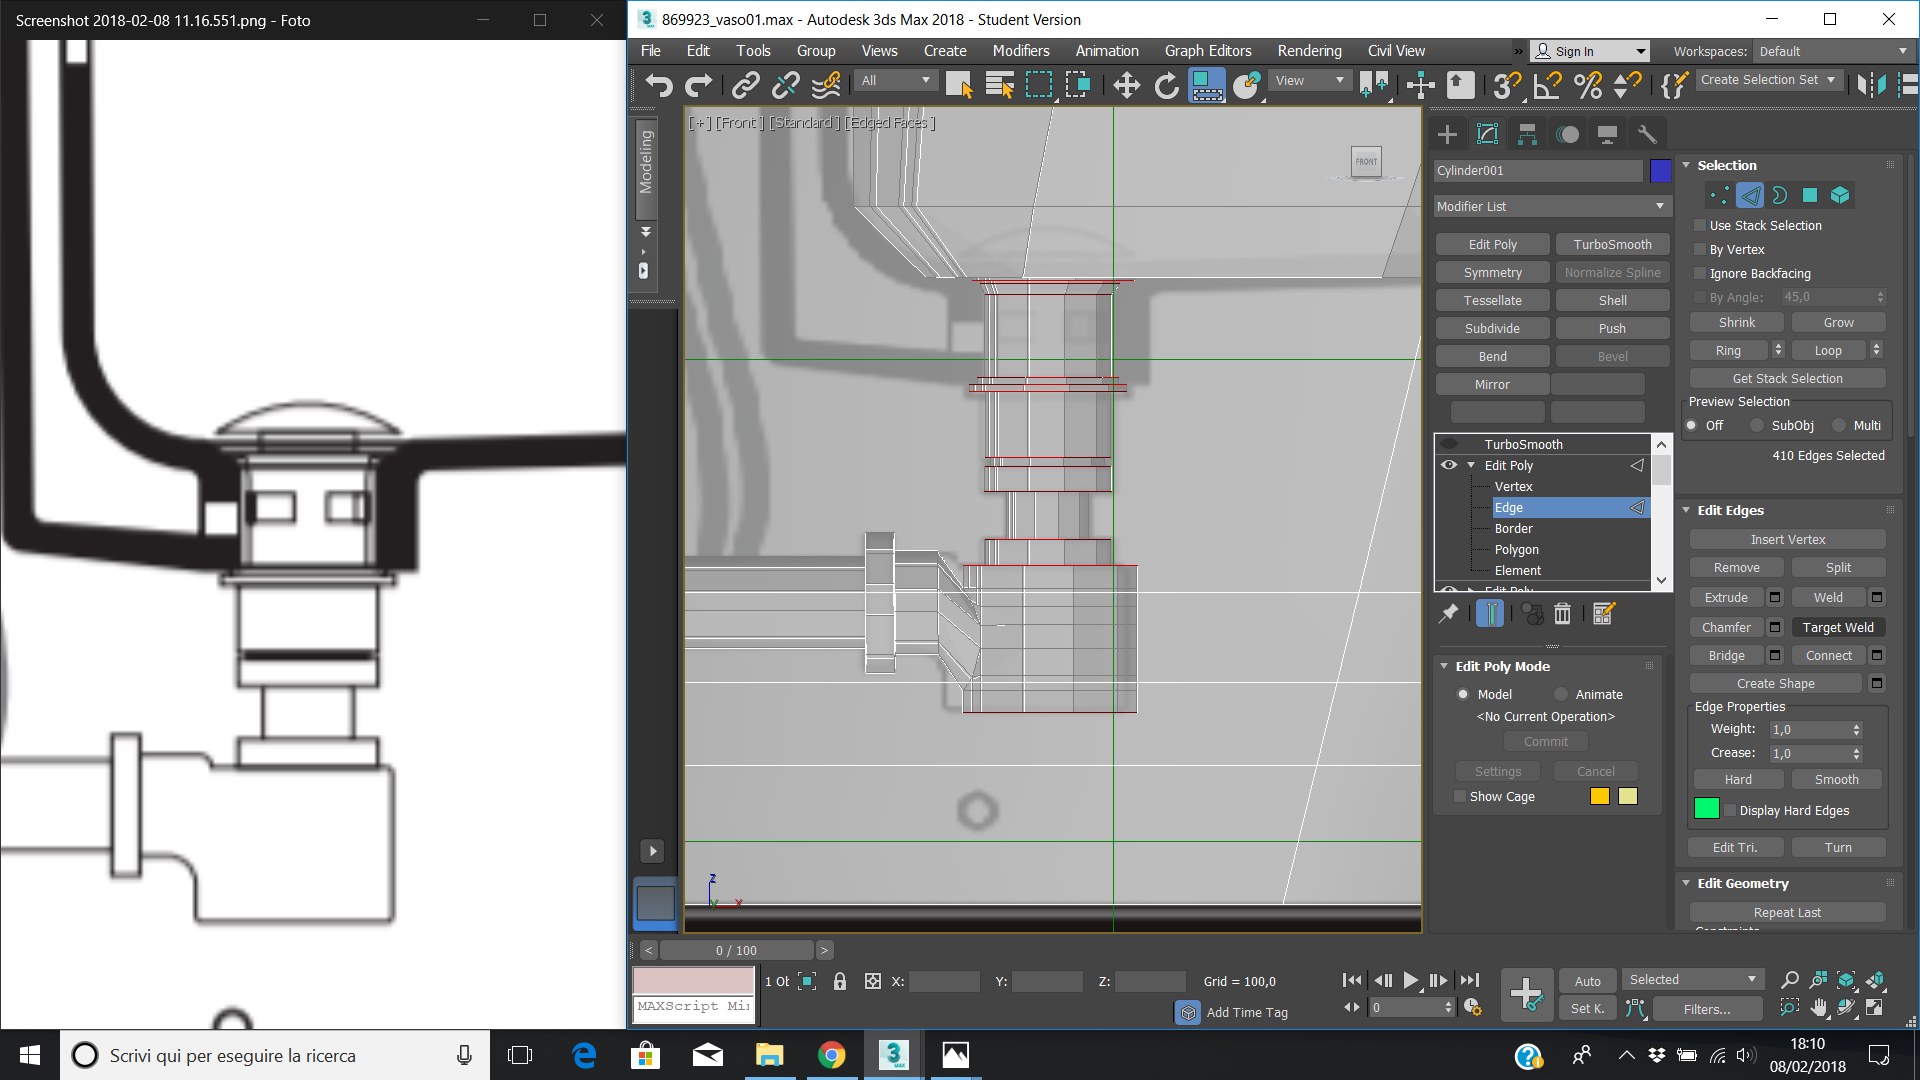 Screenshot 2018-02-08 11.16.551.png - Foto
869923_vaso01.max - Autodesk 3ds Max 2018 - Student Version
File Edit Tools Group Views Create Modifiers Animation Graph Editors Rendering Civil View
» Sign In Workspaces: Default
All View Create Selection Set
Modeling
[ + ] [Front ] [Standard ] [Edged Faces ]
FRONT
Cylinder001
Modifier List
Edit Poly TurboSmooth
Symmetry Normalize Spline
Tessellate Shell
Subdivide Push
Bend Bevel
Mirror
TurboSmooth
Edit Poly
Vertex
Edge
Border
Polygon
Element
Edit Poly
Edit Poly Mode
Model Animate
<No Current Operation>
Commit
Settings Cancel
Show Cage
Selection
Use Stack Selection
By Vertex
Ignore Backfacing
By Angle: 45,0
Shrink Grow
Ring Loop
Get Stack Selection
Preview Selection
Off SubObj Multi
410 Edges Selected
Edit Edges
Insert Vertex
Remove Split
Extrude Weld
Chamfer Target Weld
Bridge Connect
Create Shape
Edge Properties
Weight: 1,0
Crease: 1,0
Hard Smooth
Display Hard Edges
Edit Tri. Turn
Edit Geometry
Repeat Last
Constraints
z
y x
< 0 / 100 >
MAXScript Mi
1 Ob X: Y: Z: Grid = 100,0
Add Time Tag
0
Auto Selected
Set K. Filters...
Scrivi qui per eseguire la ricerca
3
MAX
18:10
08/02/2018